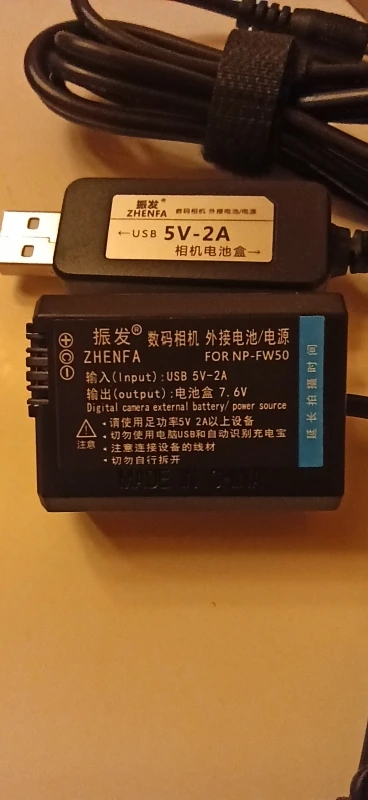 振发®
ZHENFA 数码相机 外接电池/电源
←USB 5V-2A
相机电池盒→
振发® 数码相机 外接电池/电源
ZHENFA FOR NP-FW50
输入(Input):USB 5V-2A
输出(output):电池盒 7.6V
Digital camera external battery/ power source
・请使用足功率5V 2A以上设备
・切勿使用电脑USB和自动识别充电宝
注意 ・注意连接设备的线材
・切勿自行拆开
延长拍摄时间
MADE IN CHINA